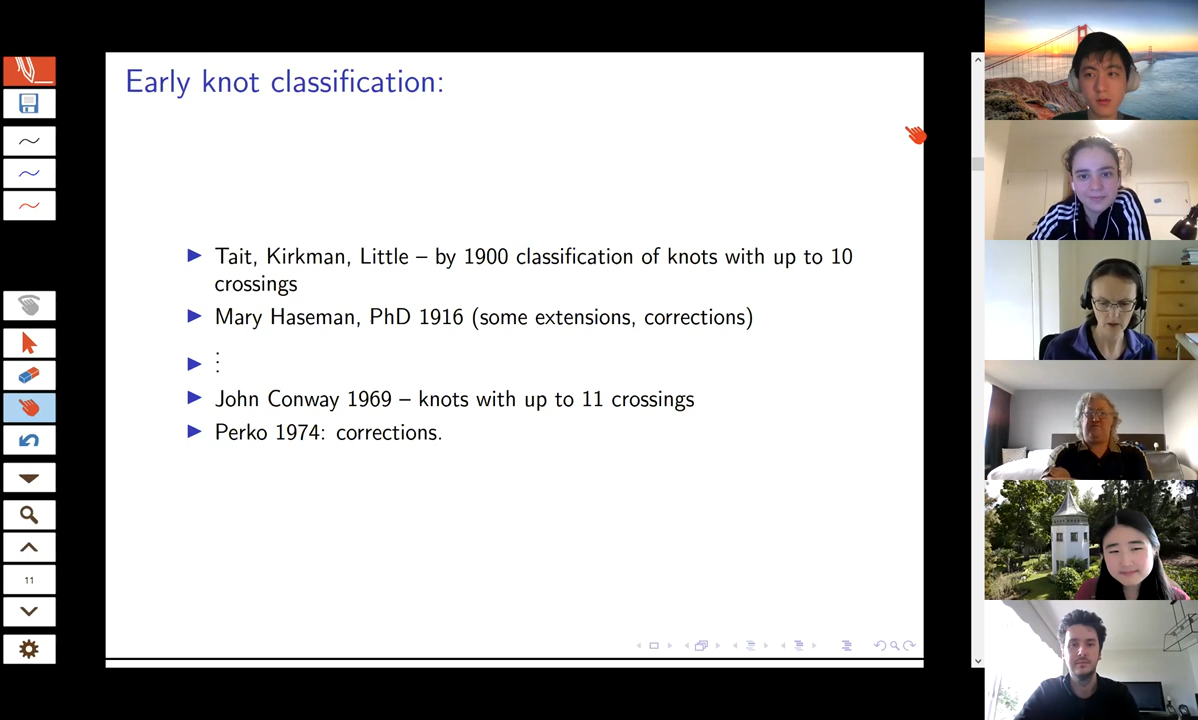 Early knot classification:
▶ Tait, Kirkman, Little – by 1900 classification of knots with up to 10
crossings
▶ Mary Haseman, PhD 1916 (some extensions, corrections)
▶ ⋮
▶ John Conway 1969 – knots with up to 11 crossings
▶ Perko 1974: corrections.
11